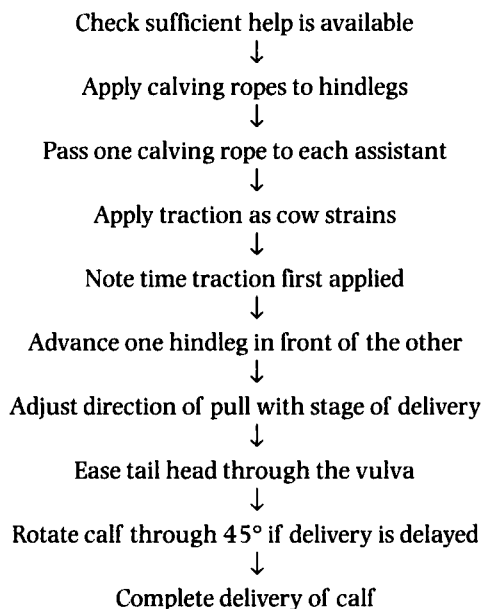 Check sufficient help is available
↓
Apply calving ropes to hindlegs
↓
Pass one calving rope to each assistant
↓
Apply traction as cow strains
↓
Note time traction first applied
↓
Advance one hindleg in front of the other
↓
Adjust direction of pull with stage of delivery
↓
Ease tail head through the vulva
↓
Rotate calf through 45° if delivery is delayed
↓
Complete delivery of calf